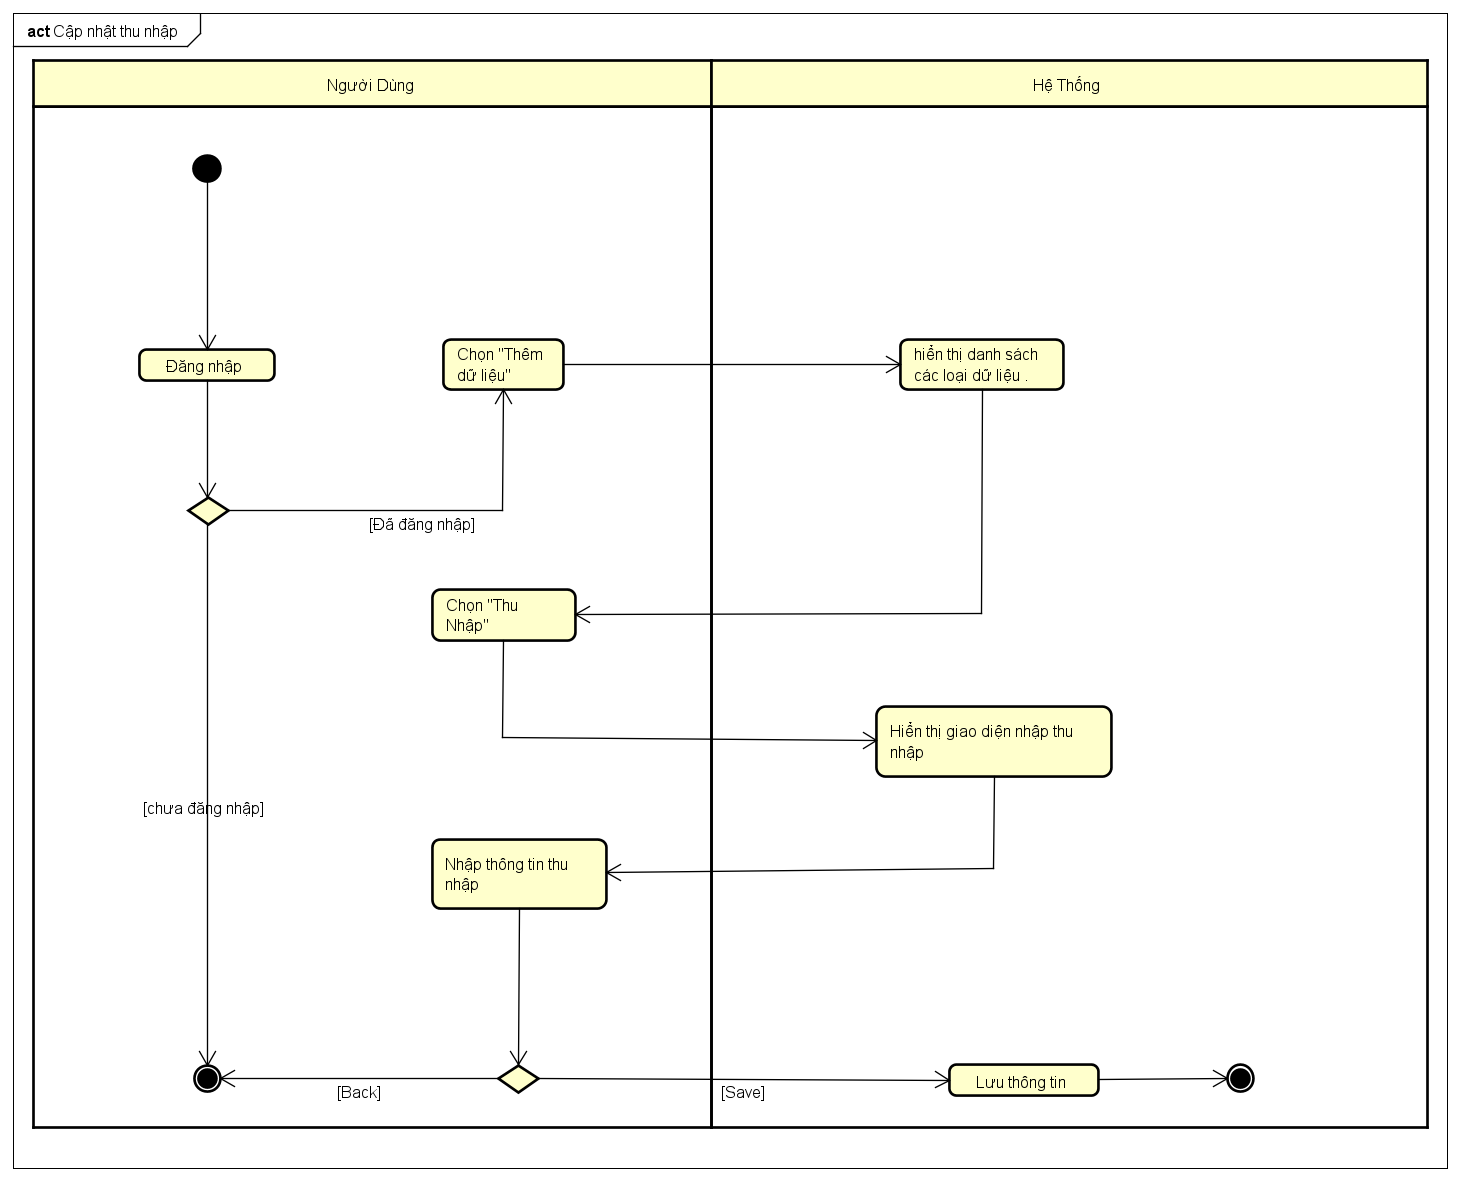 act Cập nhật thu nhập
Người Dùng
Hệ Thống
Đăng nhập
Chọn "Thêm
dữ liệu"
hiển thị danh sách
các loại dữ liệu .
[Đã đăng nhập]
Chọn "Thu
Nhập"
Hiển thị giao diện nhập thu
nhập
[chưa đăng nhập]
Nhập thông tin thu
nhập
[Back]
[Save]
Lưu thông tin